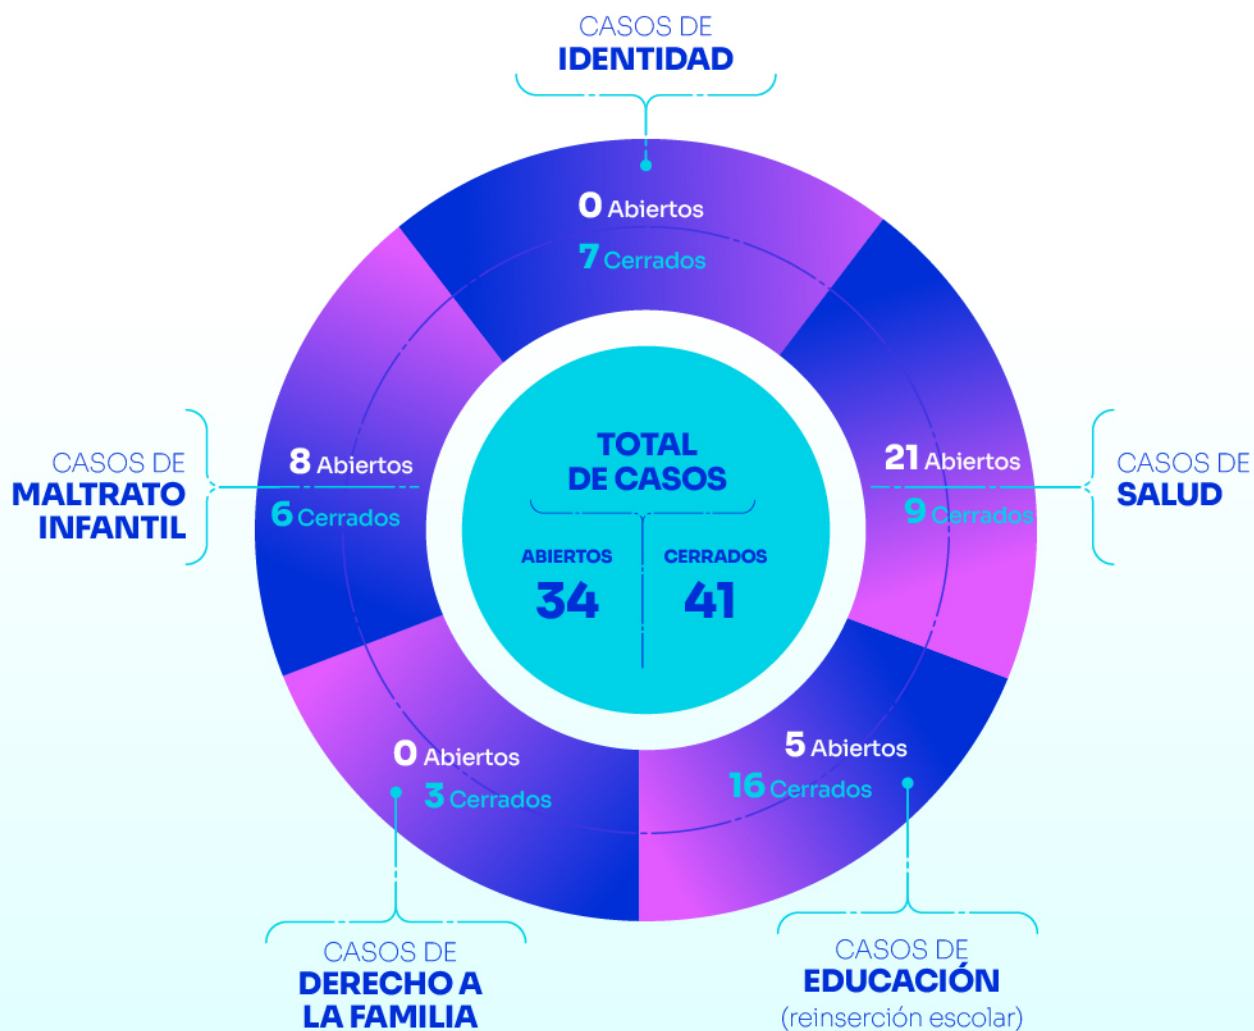 CASOS DE
IDENTIDAD
0 Abiertos
7 Cerrados
CASOS DE
MALTRATO
INFANTIL
8 Abiertos
6 Cerrados
TOTAL
DE CASOS
ABIERTOS
34
CERRADOS
41
21 Abiertos
9 Cerrados
CASOS DE
SALUD
0 Abiertos
3 Cerrados
5 Abiertos
16 Cerrados
CASOS DE
DERECHO A
LA FAMILIA
CASOS DE
EDUCACIÓN
(reinserción escolar)